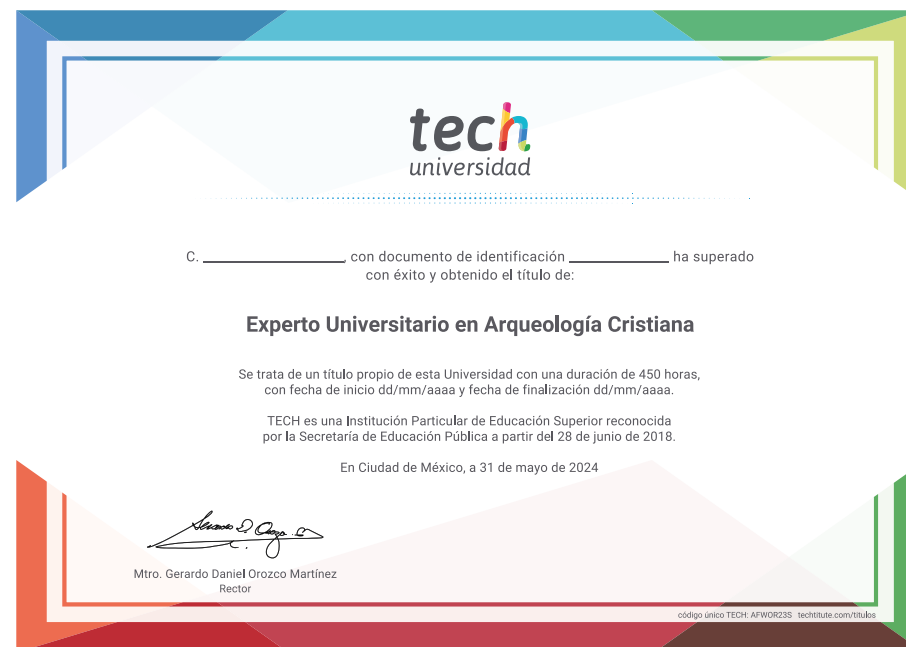 tech
universidad
C. ____________________, con documento de identificación ______________ ha superado
con éxito y obtenido el título de:
Experto Universitario en Arqueología Cristiana
Se trata de un título propio de esta Universidad con una duración de 450 horas,
con fecha de inicio dd/mm/aaaa y fecha de finalización dd/mm/aaaa.
TECH es una Institución Particular de Educación Superior reconocida
por la Secretaría de Educación Pública a partir del 28 de junio de 2018.
En Ciudad de México, a 31 de mayo de 2024
Mtro. Gerardo Daniel Orozco Martínez
Rector
código único TECH: AFWOR23S techtitute.com/titulos